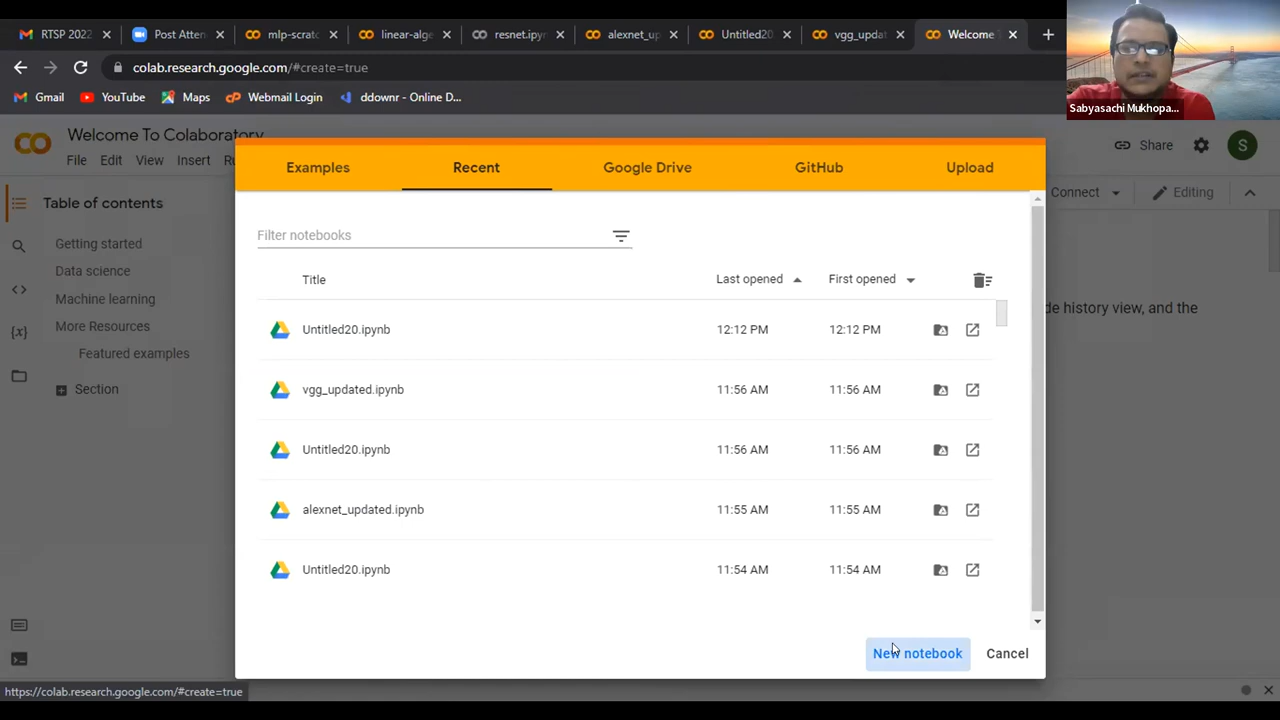 RTSP 2022
Post Atten
mlp-scratc
linear-alge
resnet.ipyn
alexnet_up
Untitled20
vgg_updat
Welcome T
colab.research.google.com/#create=true
Gmail
YouTube
Maps
Webmail Login
ddownr - Online D...
Sabyasachi Mukhopa...
Welcome To Colaboratory
File Edit View Insert Ru
Share
S
Examples
Recent
Google Drive
GitHub
Upload
Connect
Editing
Table of contents
Getting started
Data science
Machine learning
More Resources
Featured examples
Section
Filter notebooks
Title Last opened First opened
Untitled20.ipynb 12:12 PM 12:12 PM
vgg_updated.ipynb 11:56 AM 11:56 AM
Untitled20.ipynb 11:56 AM 11:56 AM
alexnet_updated.ipynb 11:55 AM 11:55 AM
Untitled20.ipynb 11:54 AM 11:54 AM
de history view, and the
New notebook
Cancel
https://colab.research.google.com/#create=true